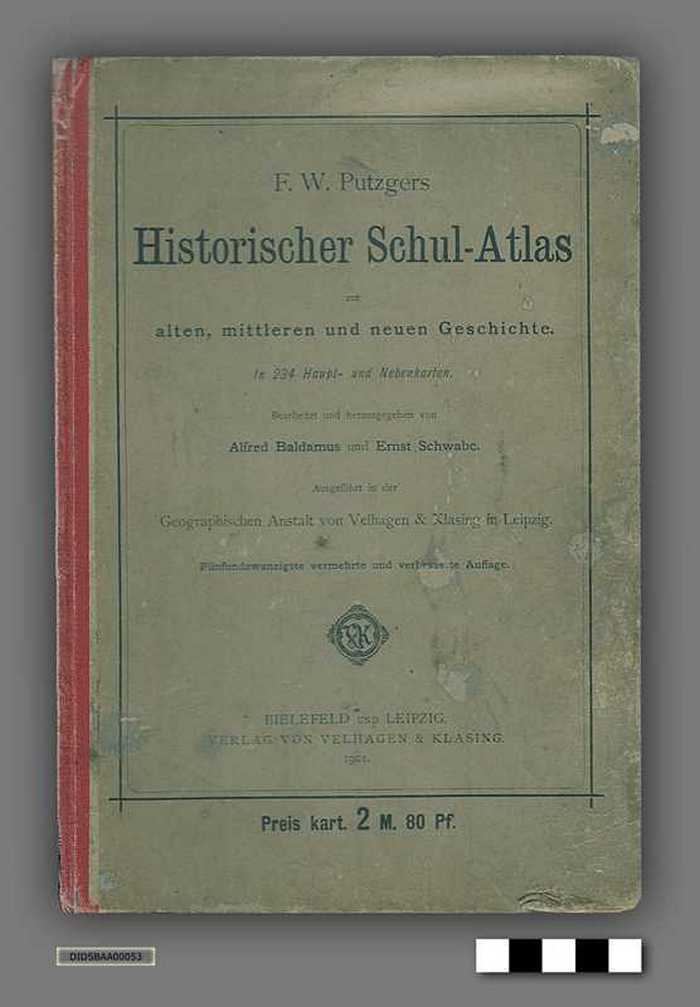 F. W. Putzgers
Historischer Schul-Atlas
zur
alten, mittleren und neuen Geschichte.
In 234 Haupt- und Nebenkarten.
Bearbeitet und herausgegeben von
Alfred Baldamus und Ernst Schwabe.
Ausgeführt in der
Geographischen Anstalt von Velhagen & Klasing in Leipzig.
Fünfundzwanzigste vermehrte und verbesserte Auflage.
V&K
BIELEFELD und LEIPZIG.
VERLAG VON VELHAGEN & KLASING.
1901.
Preis kart. 2 M. 80 Pf.
DIDSBAA00053